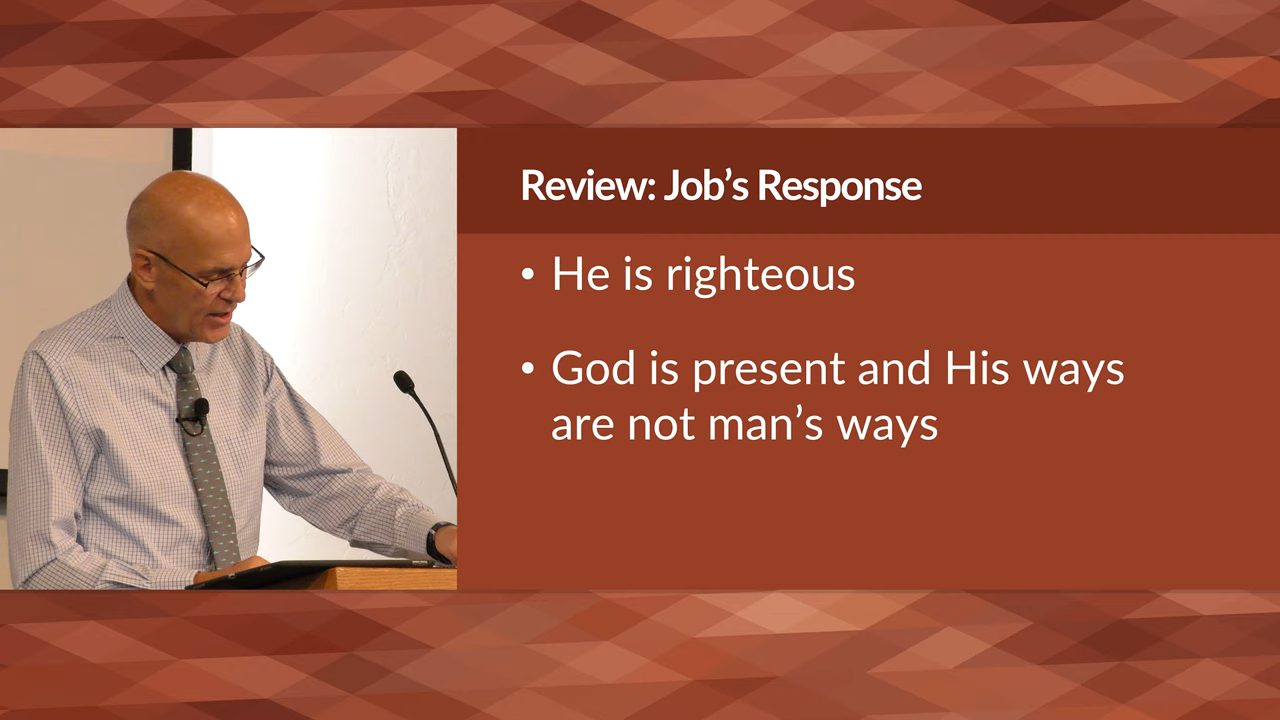 Review: Job’s Response
• He is righteous
• God is present and His ways
are not man’s ways